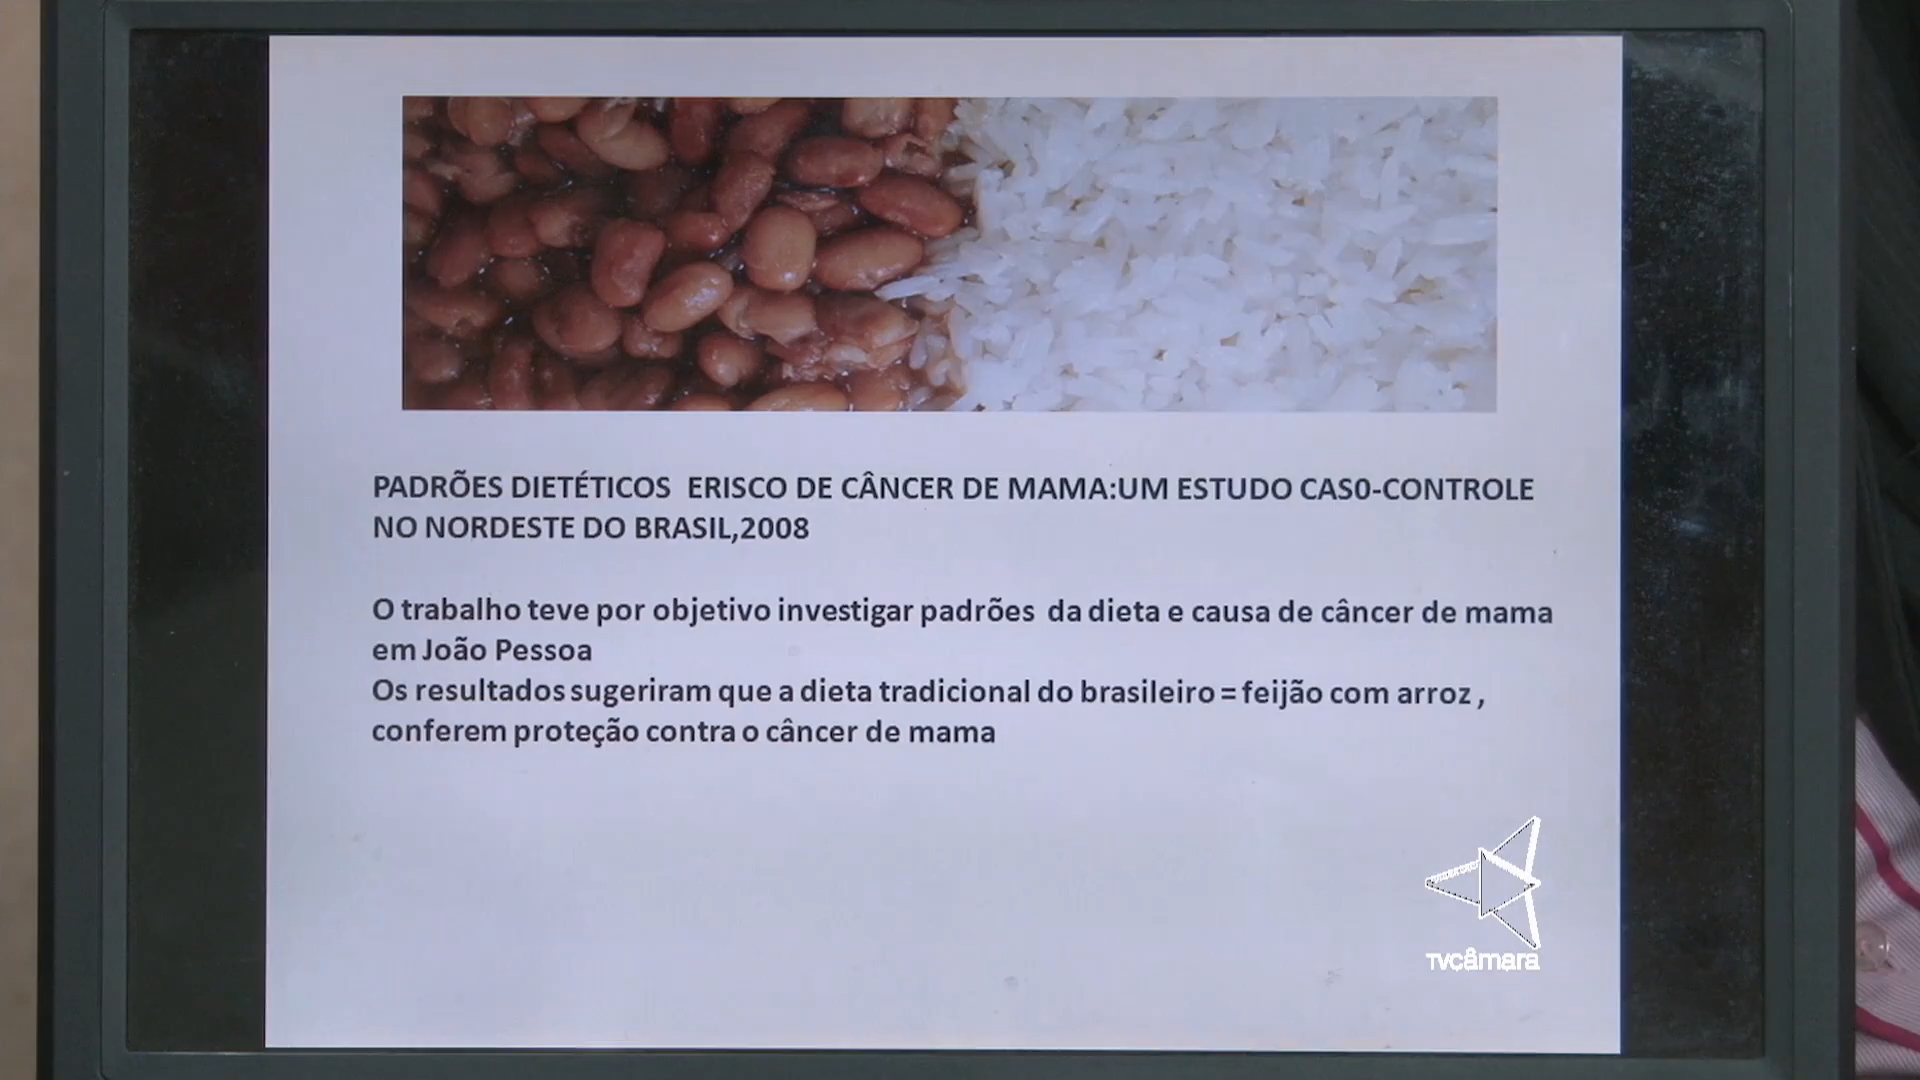 PADRÕES DIETÉTICOS ERISCO DE CÂNCER DE MAMA:UM ESTUDO CAS0-CONTROLE
NO NORDESTE DO BRASIL,2008
O trabalho teve por objetivo investigar padrões da dieta e causa de câncer de mama
em João Pessoa
Os resultados sugeriram que a dieta tradicional do brasileiro = feijão com arroz ,
conferem proteção contra o câncer de mama
TVcâmara